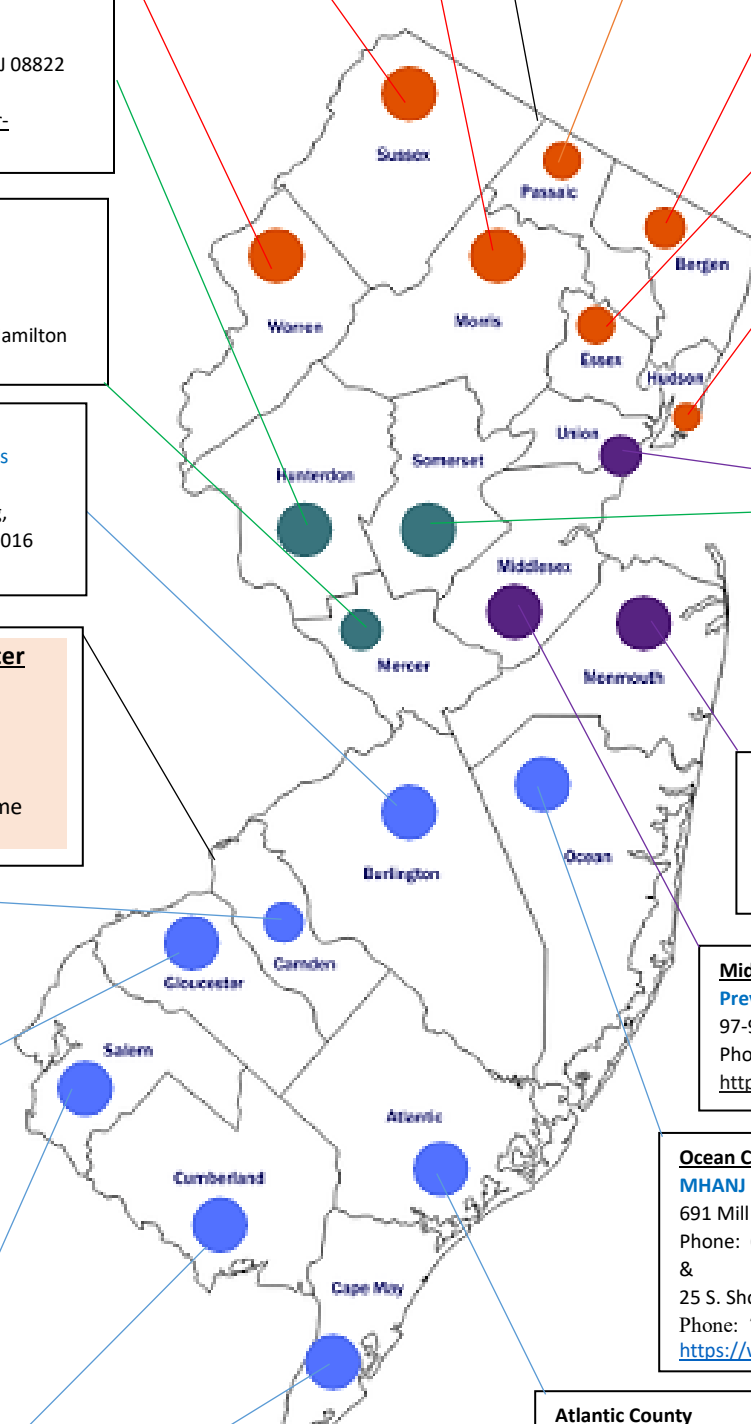 J 08822
r-
amilton
s
g,
016
ter
me
Sussex
Passaic
Bergen
Warren
Morris
Essex
Hudson
Union
Hunterdon
Somerset
Middlesex
Mercer
Monmouth
Burlington
Ocean
Camden
Gloucester
Salem
Atlantic
Cumberland
Cape May
Mid
Prev
97-9
Pho
http
Ocean C
MHANJ
691 Mill
Phone:
&
25 S. Sho
Phone:
https://w
Atlantic County